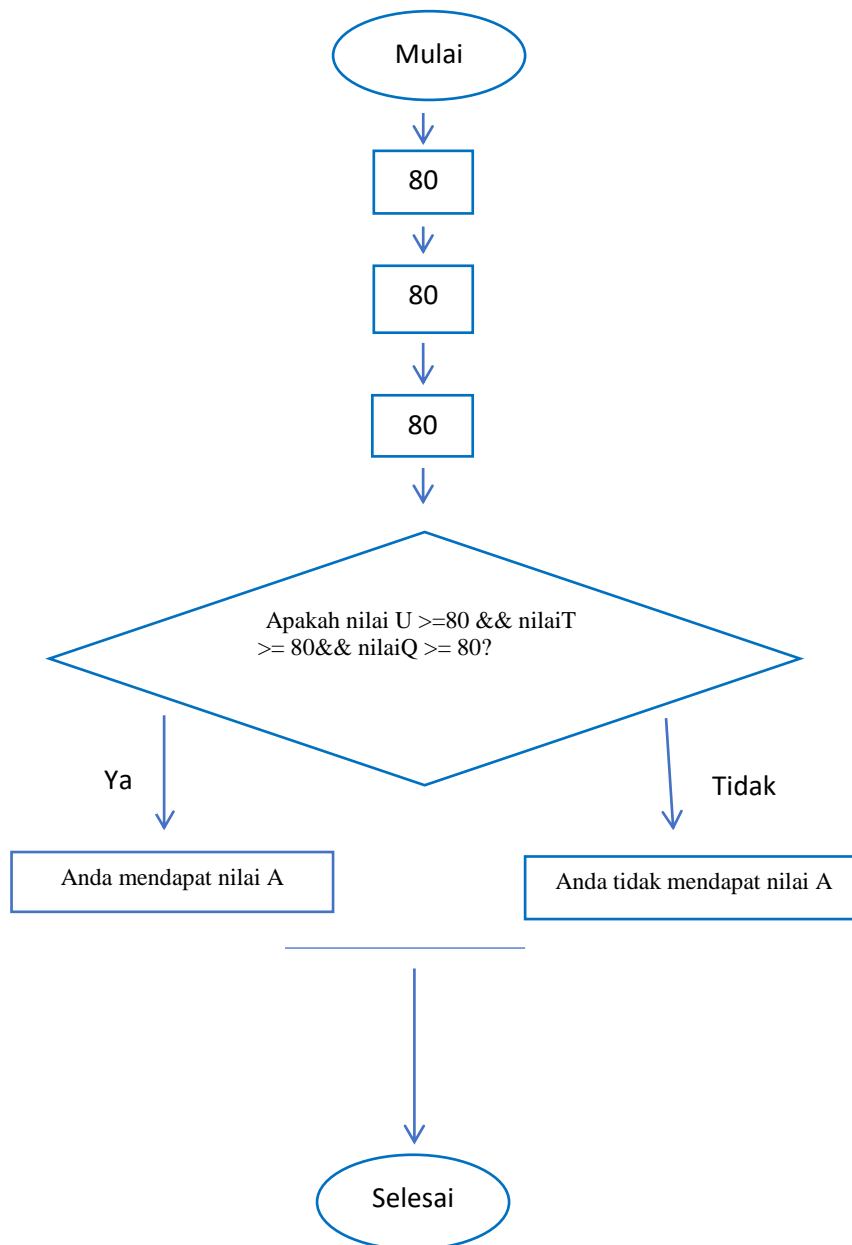 Mulai
80
80
80
Apakah nilai U >=80 && nilaiT
>= 80&& nilaiQ >= 80?
Ya
Tidak
Anda mendapat nilai A
Anda tidak mendapat nilai A
Selesai